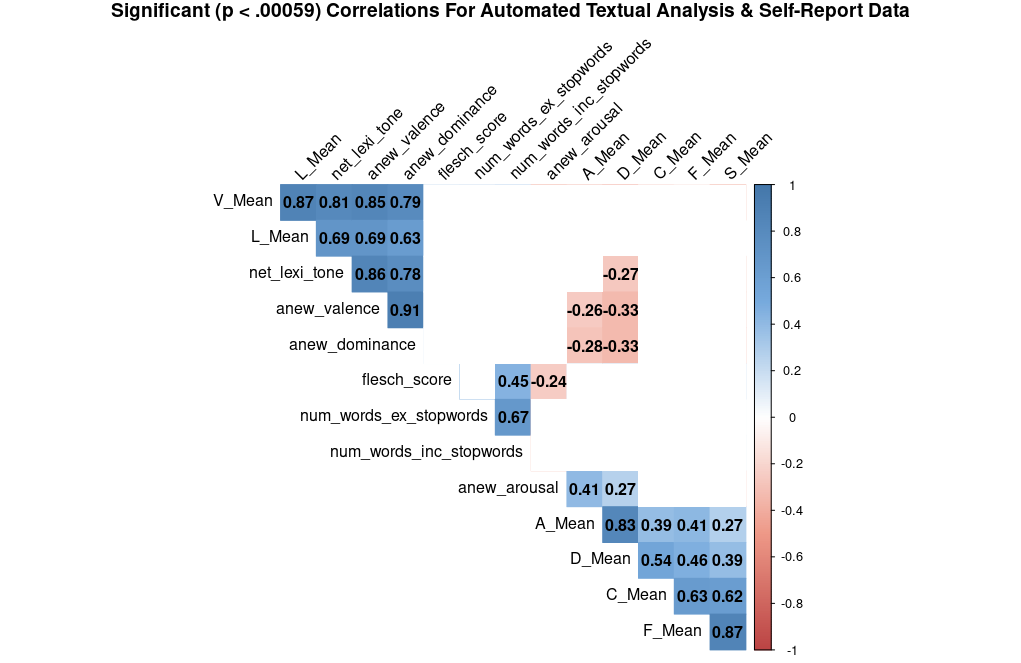 Significant (p < .00059) Correlations For Automated Textual Analysis & Self-Report Data
L_Mean
net_lexi_tone
anew_valence
anew_dominance
flesch_score
num_words_ex_stopwords
num_words_inc_stopwords
anew_arousal
A_Mean
D_Mean
C_Mean
F_Mean
S_Mean
V_Mean 0.87 0.81 0.85 0.79
L_Mean 0.69 0.69 0.63
net_lexi_tone 0.86 0.78 -0.27
anew_valence 0.91 -0.26 -0.33
anew_dominance -0.28 -0.33
flesch_score 0.45 -0.24
num_words_ex_stopwords 0.67
num_words_inc_stopwords
anew_arousal 0.41 0.27
A_Mean 0.83 0.39 0.41 0.27
D_Mean 0.54 0.46 0.39
C_Mean 0.63 0.62
F_Mean 0.87
1
0.8
0.6
0.4
0.2
0
-0.2
-0.4
-0.6
-0.8
-1